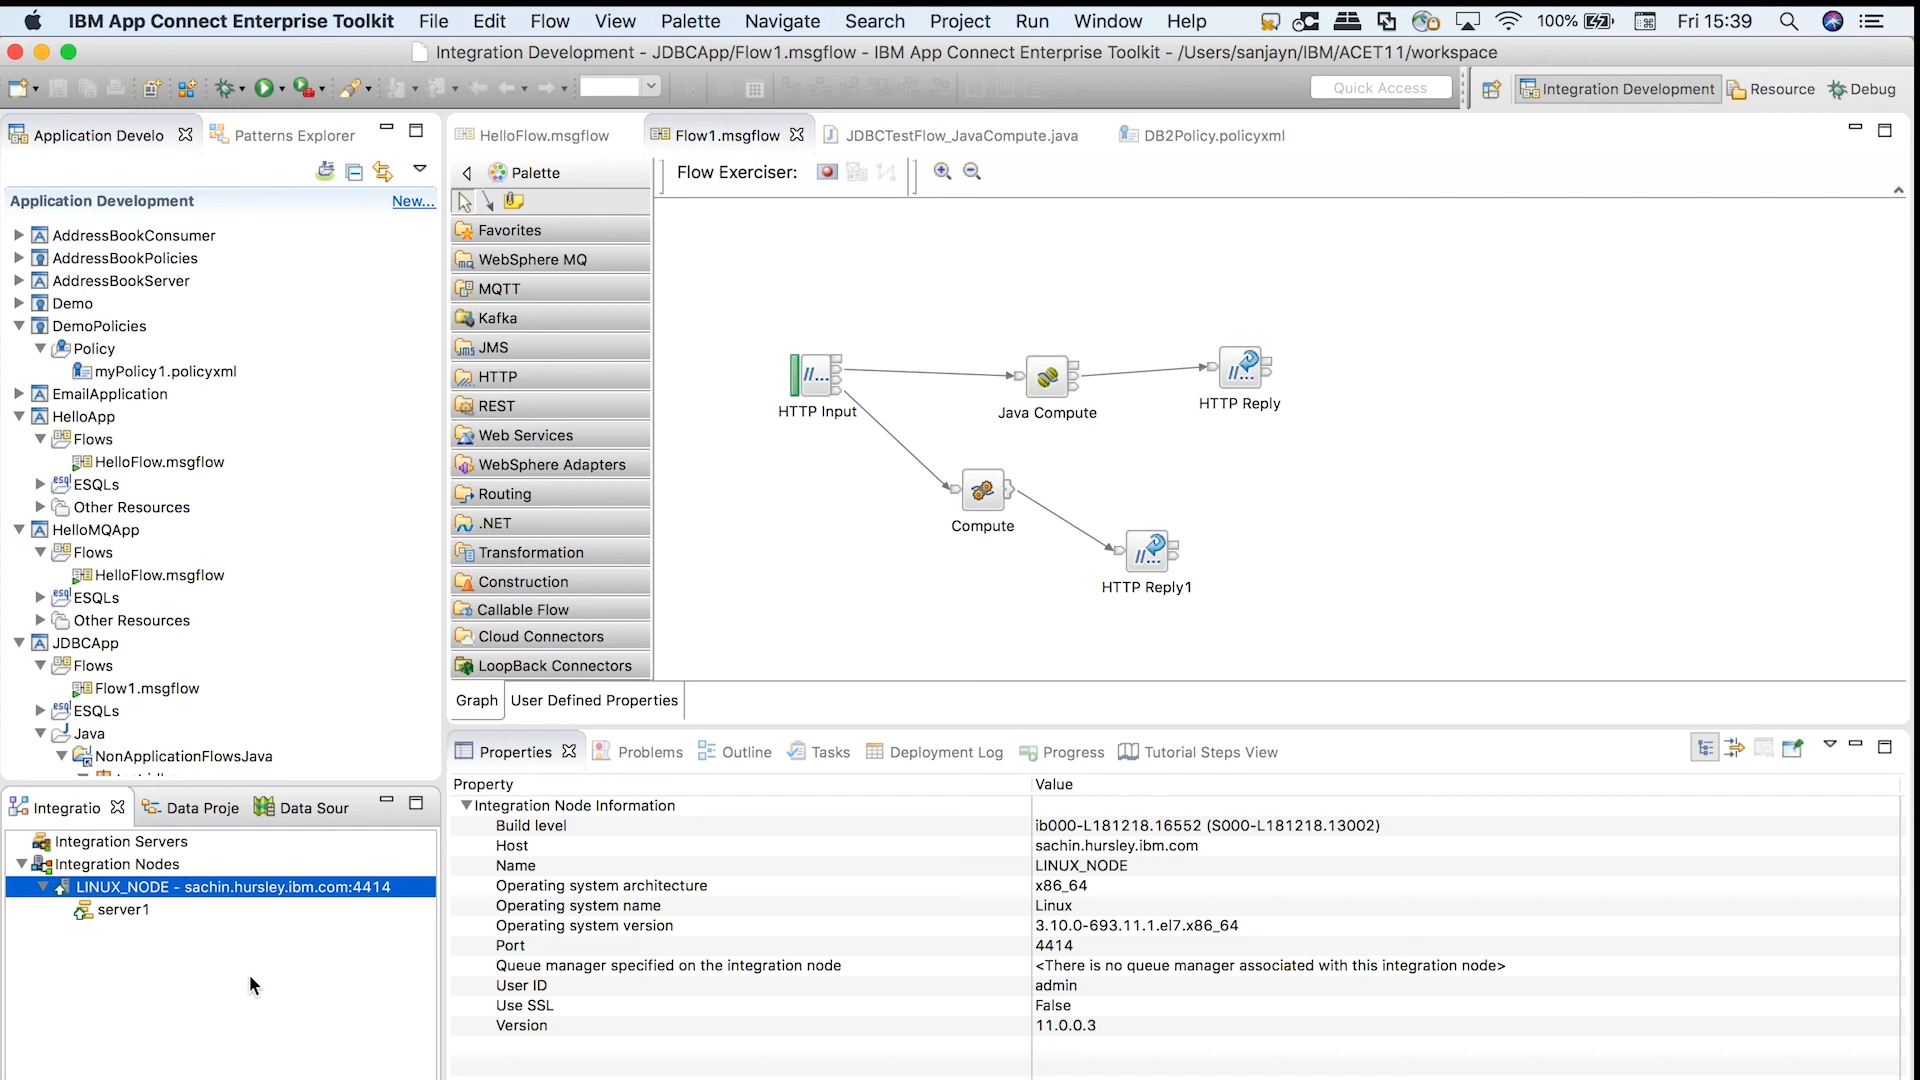 IBM App Connect Enterprise Toolkit File Edit Flow View Palette Navigate Search Project Run Window Help 100% Fri 15:39
Integration Development - JDBCApp/Flow1.msgflow - IBM App Connect Enterprise Toolkit - /Users/sanjayn/IBM/ACET11/workspace
Quick Access Integration Development Resource Debug
Application Develo Patterns Explorer
HelloFlow.msgflow Flow1.msgflow JDBCTestFlow_JavaCompute.java DB2Policy.policyxml
Palette
Flow Exerciser:
Application Development New...
AddressBookConsumer
AddressBookPolicies
AddressBookServer
Demo
DemoPolicies
Policy
myPolicy1.policyxml
EmailApplication
HelloApp
Flows
HelloFlow.msgflow
ESQLs
Other Resources
HelloMQApp
Flows
HelloFlow.msgflow
ESQLs
Other Resources
JDBCApp
Flows
Flow1.msgflow
ESQLs
Java
NonApplicationFlowsJava
Favorites
WebSphere MQ
MQTT
Kafka
JMS
HTTP
REST
Web Services
WebSphere Adapters
Routing
.NET
Transformation
Construction
Callable Flow
Cloud Connectors
LoopBack Connectors
HTTP Input
Java Compute
HTTP Reply
Compute
HTTP Reply1
Graph User Defined Properties
Integratio Data Proje Data Sour
Integration Servers
Integration Nodes
LINUX_NODE - sachin.hursley.ibm.com:4414
server1
Properties Problems Outline Tasks Deployment Log Progress Tutorial Steps View
Property Value
Integration Node Information
Build level ib000-L181218.16552 (S000-L181218.13002)
Host sachin.hursley.ibm.com
Name LINUX_NODE
Operating system architecture x86_64
Operating system name Linux
Operating system version 3.10.0-693.11.1.el7.x86_64
Port 4414
Queue manager specified on the integration node <There is no queue manager associated with this integration node>
User ID admin
Use SSL False
Version 11.0.0.3